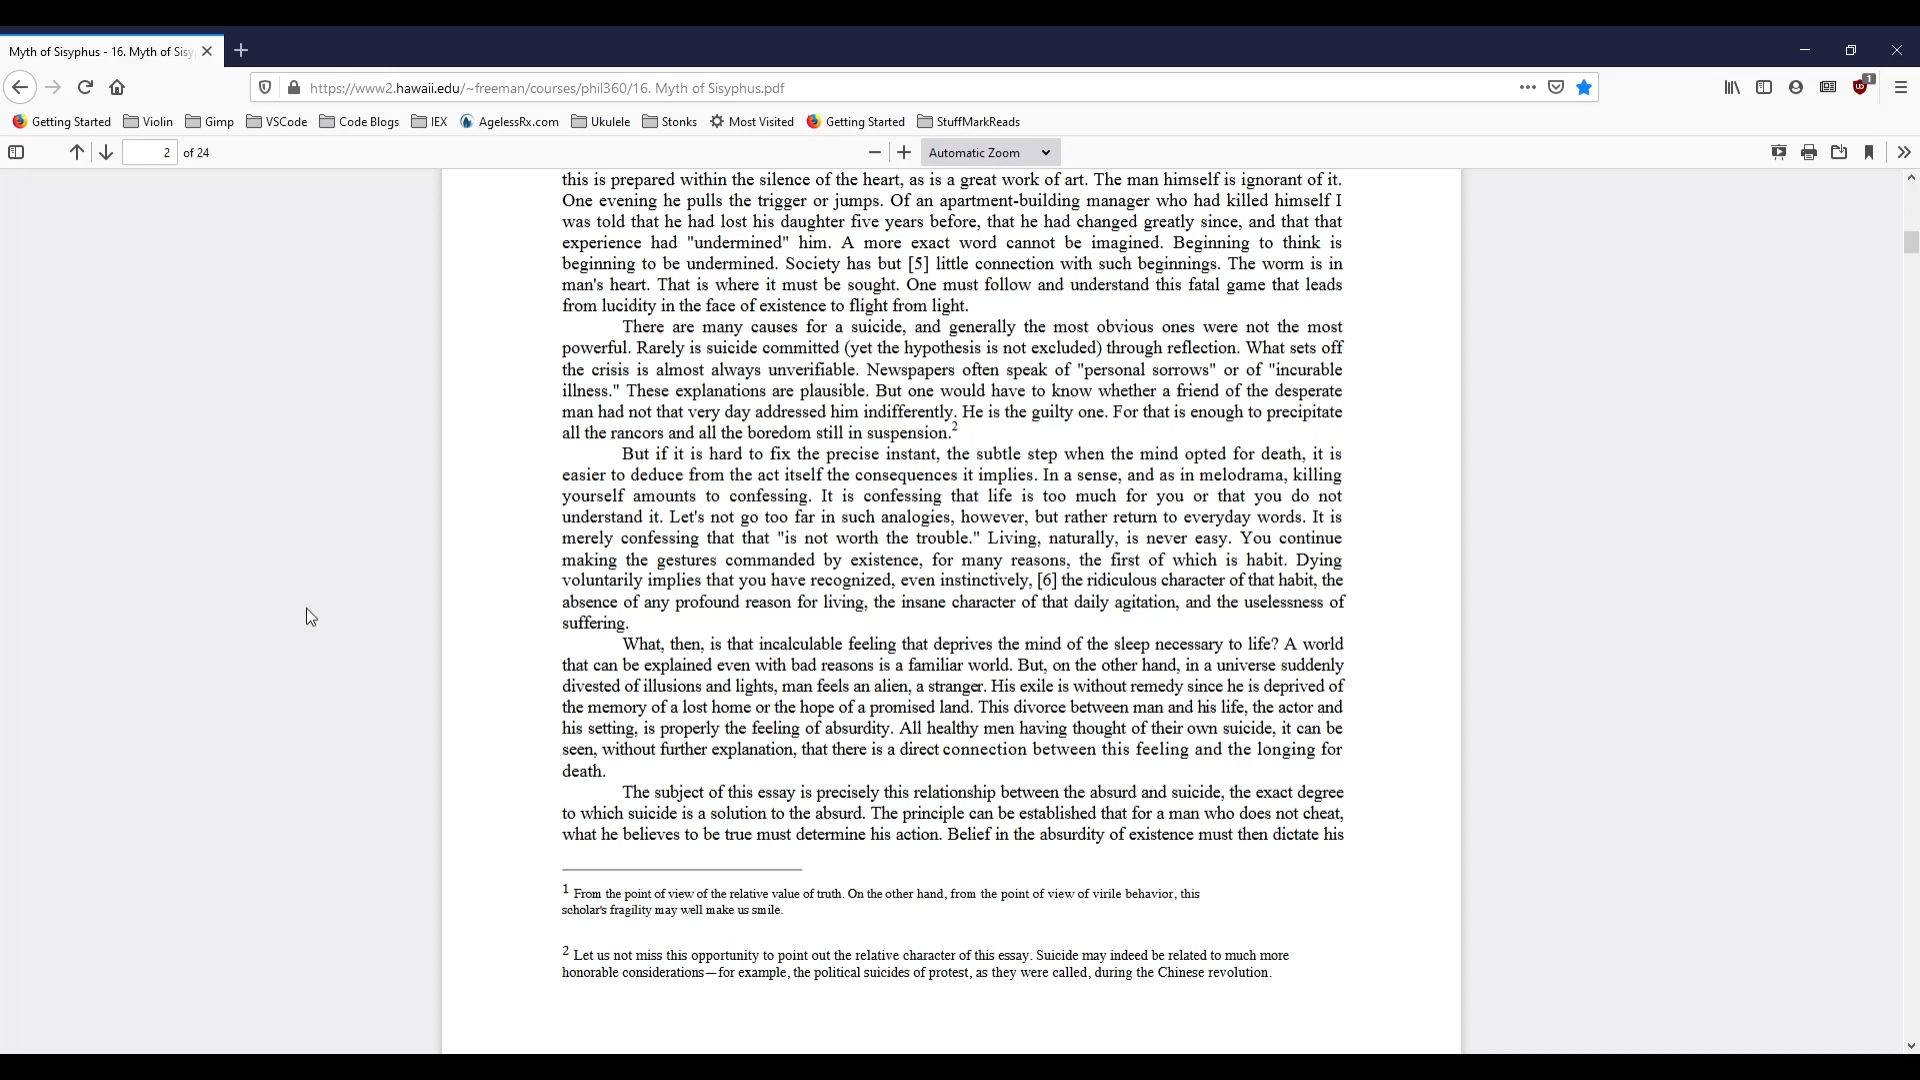 Myth of Sisyphus - 16. Myth of Sisy
https://www2.hawaii.edu/~freeman/courses/phil360/16. Myth of Sisyphus.pdf
1
Getting Started Violin Gimp VSCode Code Blogs IEX AgelessRx.com Ukulele Stonks Most Visited Getting Started StuffMarkReads
2 of 24 Automatic Zoom
this is prepared within the silence of the heart, as is a great work of art. The man himself is ignorant of it.
One evening he pulls the trigger or jumps. Of an apartment-building manager who had killed himself I
was told that he had lost his daughter five years before, that he had changed greatly since, and that that
experience had "undermined" him. A more exact word cannot be imagined. Beginning to think is
beginning to be undermined. Society has but [5] little connection with such beginnings. The worm is in
man's heart. That is where it must be sought. One must follow and understand this fatal game that leads
from lucidity in the face of existence to flight from light.
There are many causes for a suicide, and generally the most obvious ones were not the most
powerful. Rarely is suicide committed (yet the hypothesis is not excluded) through reflection. What sets off
the crisis is almost always unverifiable. Newspapers often speak of "personal sorrows" or of "incurable
illness." These explanations are plausible. But one would have to know whether a friend of the desperate
man had not that very day addressed him indifferently. He is the guilty one. For that is enough to precipitate
all the rancors and all the boredom still in suspension.2
But if it is hard to fix the precise instant, the subtle step when the mind opted for death, it is
easier to deduce from the act itself the consequences it implies. In a sense, and as in melodrama, killing
yourself amounts to confessing. It is confessing that life is too much for you or that you do not
understand it. Let's not go too far in such analogies, however, but rather return to everyday words. It is
merely confessing that that "is not worth the trouble." Living, naturally, is never easy. You continue
making the gestures commanded by existence, for many reasons, the first of which is habit. Dying
voluntarily implies that you have recognized, even instinctively, [6] the ridiculous character of that habit, the
absence of any profound reason for living, the insane character of that daily agitation, and the uselessness of
suffering.
What, then, is that incalculable feeling that deprives the mind of the sleep necessary to life? A world
that can be explained even with bad reasons is a familiar world. But, on the other hand, in a universe suddenly
divested of illusions and lights, man feels an alien, a stranger. His exile is without remedy since he is deprived of
the memory of a lost home or the hope of a promised land. This divorce between man and his life, the actor and
his setting, is properly the feeling of absurdity. All healthy men having thought of their own suicide, it can be
seen, without further explanation, that there is a direct connection between this feeling and the longing for
death.
The subject of this essay is precisely this relationship between the absurd and suicide, the exact degree
to which suicide is a solution to the absurd. The principle can be established that for a man who does not cheat,
what he believes to be true must determine his action. Belief in the absurdity of existence must then dictate his
1 From the point of view of the relative value of truth. On the other hand, from the point of view of virile behavior, this
scholar's fragility may well make us smile.
2 Let us not miss this opportunity to point out the relative character of this essay. Suicide may indeed be related to much more
honorable considerations—for example, the political suicides of protest, as they were called, during the Chinese revolution.